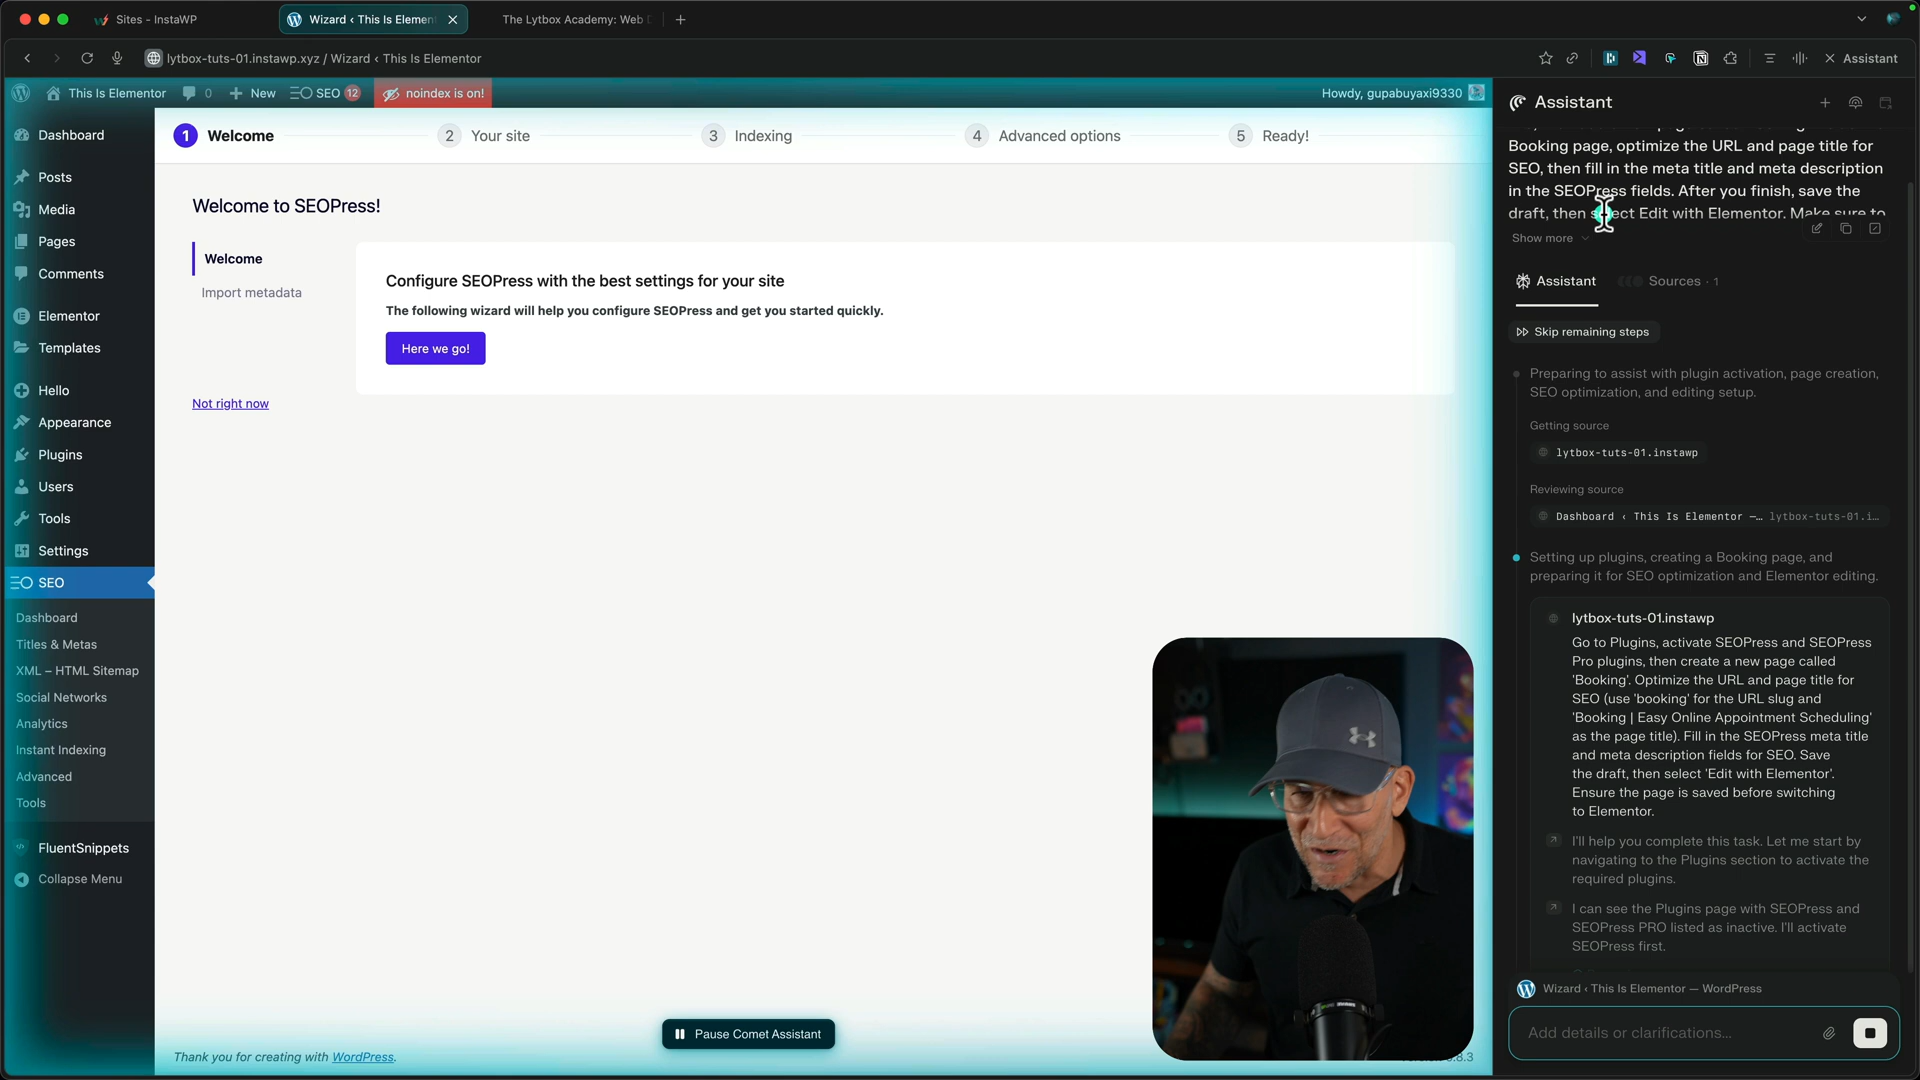 Sites - InstaWP
Wizard ‹ This Is Elemen
The Lytbox Academy: Web D
lytbox-tuts-01.instawp.xyz / Wizard ‹ This Is Elementor
Assistant
This Is Elementor
0
New
SEO 12
noindex is on!
Howdy, gupabuyaxi9330
Dashboard
Posts
Media
Pages
Comments
Elementor
Templates
Hello
Appearance
Plugins
Users
Tools
Settings
SEO
Dashboard
Titles & Metas
XML – HTML Sitemap
Social Networks
Analytics
Instant Indexing
Advanced
Tools
FluentSnippets
Collapse Menu
1 Welcome
2 Your site
3 Indexing
4 Advanced options
5 Ready!
Welcome to SEOPress!
Welcome
Import metadata
Configure SEOPress with the best settings for your site
The following wizard will help you configure SEOPress and get you started quickly.
Here we go!
Not right now
Pause Comet Assistant
Thank you for creating with WordPress.
8.3
Assistant
Booking page, optimize the URL and page title for
SEO, then fill in the meta title and meta description
in the SEOPress fields. After you finish, save the
draft, then select Edit with Elementor. Make sure to
Show more
Assistant
Sources · 1
Skip remaining steps
Preparing to assist with plugin activation, page creation,
SEO optimization, and editing setup.
Getting source
lytbox-tuts-01.instawp
Reviewing source
Dashboard ‹ This Is Elementor —… lytbox-tuts-01.i…
Setting up plugins, creating a Booking page, and
preparing it for SEO optimization and Elementor editing.
lytbox-tuts-01.instawp
Go to Plugins, activate SEOPress and SEOPress
Pro plugins, then create a new page called
'Booking'. Optimize the URL and page title for
SEO (use 'booking' for the URL slug and
'Booking | Easy Online Appointment Scheduling'
as the page title). Fill in the SEOPress meta title
and meta description fields for SEO. Save
the draft, then select 'Edit with Elementor'.
Ensure the page is saved before switching
to Elementor.
I'll help you complete this task. Let me start by
navigating to the Plugins section to activate the
required plugins.
I can see the Plugins page with SEOPress and
SEOPress PRO listed as inactive. I'll activate
SEOPress first.
Wizard ‹ This Is Elementor — WordPress
Add details or clarifications…